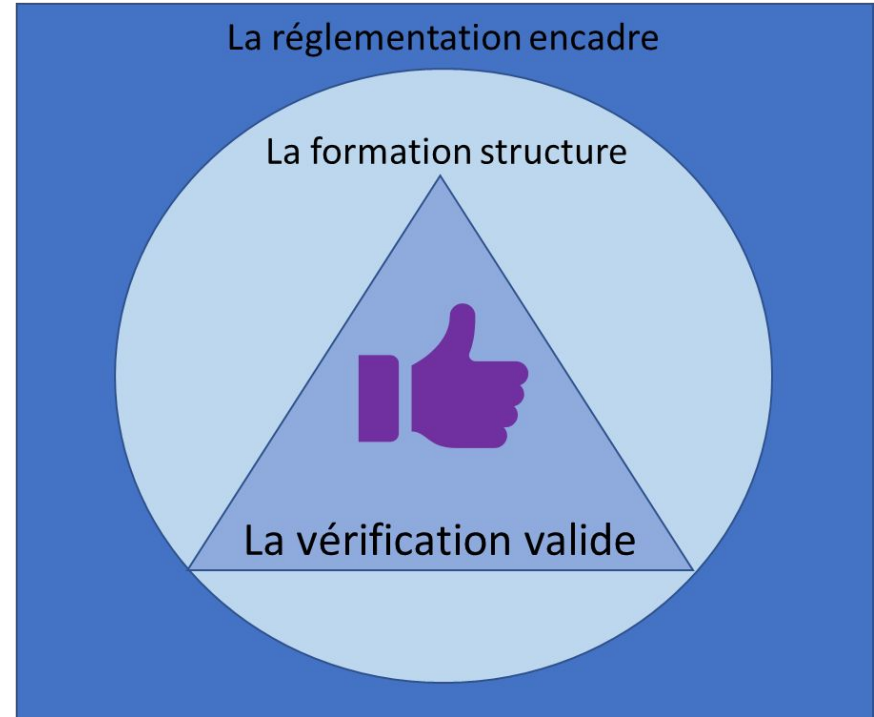 La réglementation encadre
La formation structure
La vérification valide